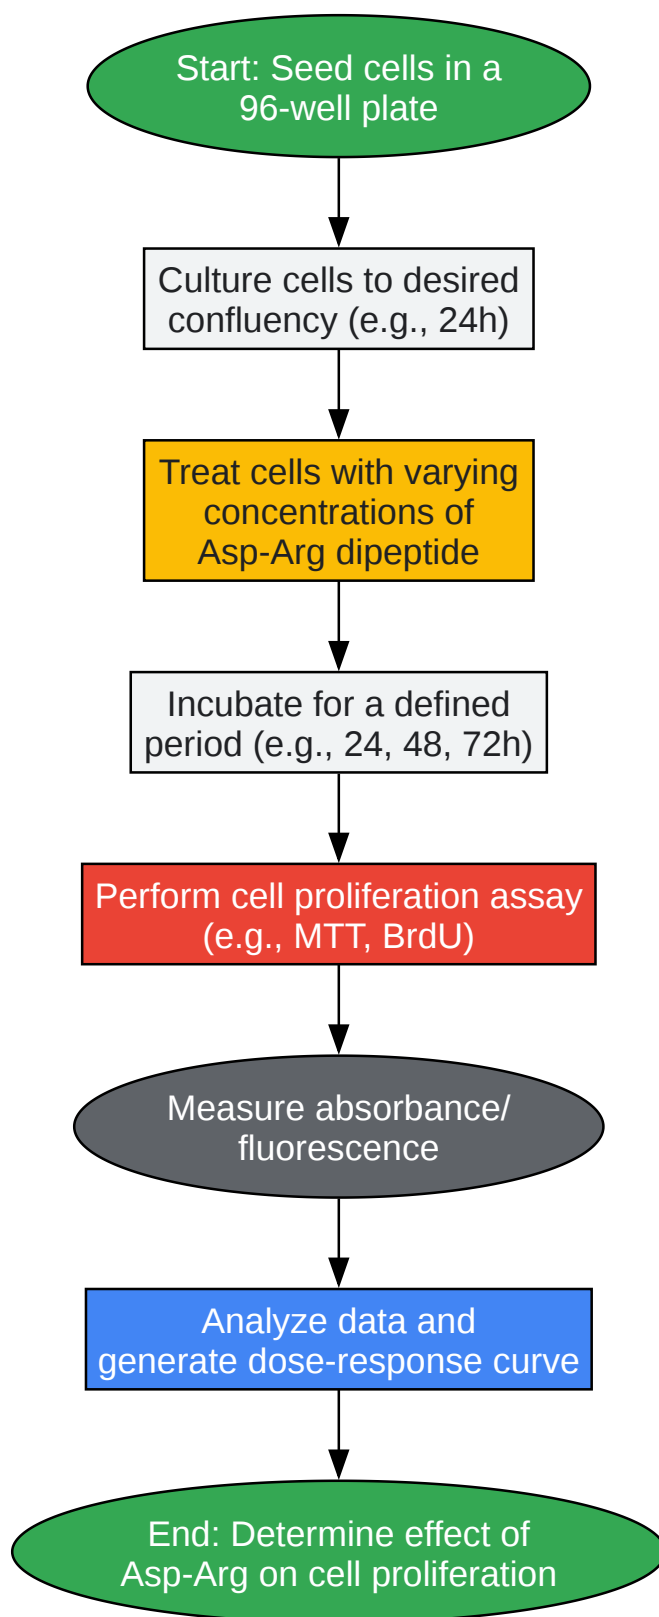 Start: Seed cells in a
96-well plate
Culture cells to desired
confluency (e.g., 24h)
Treat cells with varying
concentrations of
Asp-Arg dipeptide
Incubate for a defined
period (e.g., 24, 48, 72h)
Perform cell proliferation assay
(e.g., MTT, BrdU)
Measure absorbance/
fluorescence
Analyze data and
generate dose-response curve
End: Determine effect of
Asp-Arg on cell proliferation